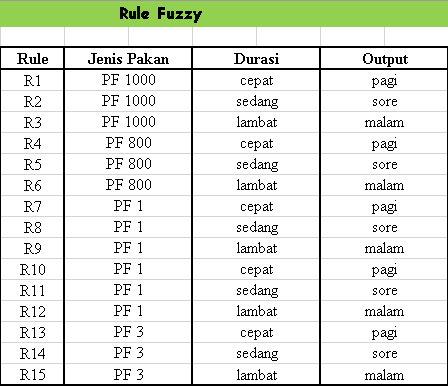 Rule Fuzzy
Rule Jenis Pakan Durasi Output
R1 PF 1000 cepat pagi
R2 PF 1000 sedang sore
R3 PF 1000 lambat malam
R4 PF 800 cepat pagi
R5 PF 800 sedang sore
R6 PF 800 lambat malam
R7 PF 1 cepat pagi
R8 PF 1 sedang sore
R9 PF 1 lambat malam
R10 PF 1 cepat pagi
R11 PF 1 sedang sore
R12 PF 1 lambat malam
R13 PF 3 cepat pagi
R14 PF 3 sedang sore
R15 PF 3 lambat malam